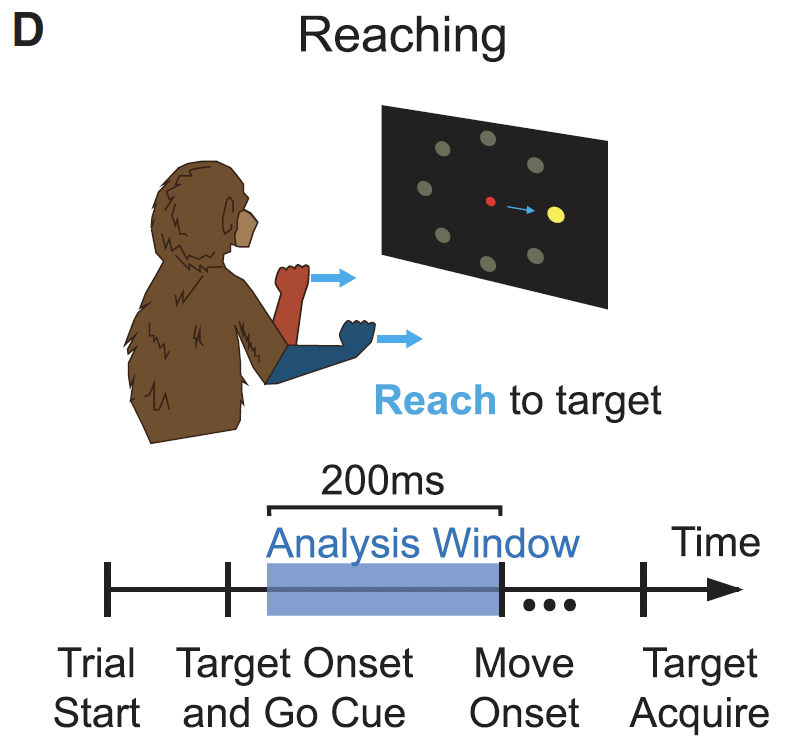 D
Reaching
Reach to target
200ms
Analysis Window
Time
Trial Start
Target Onset and Go Cue
Move Onset
Target Acquire